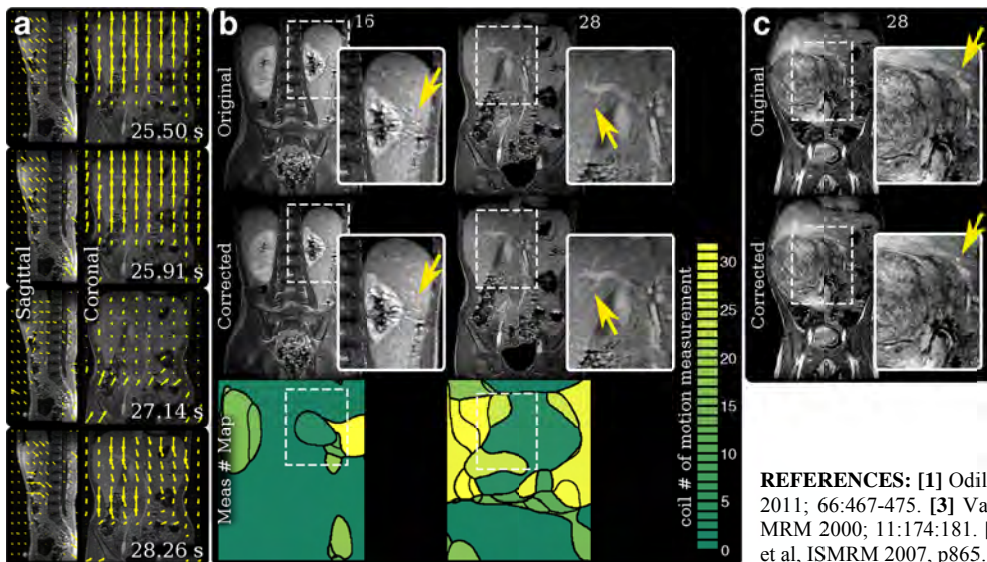 a
Sagittal
Coronal
25.50 s
25.91 s
27.14 s
28.26 s
b
16
28
Original
Corrected
Meas # Map
coil # of motion measurement
30
25
20
15
10
5
0
c
28
Original
Corrected
REFERENCES: [1] Odil
2011; 66:467-475. [3] Va
MRM 2000; 11:174:181. [
et al, ISMRM 2007, p865.